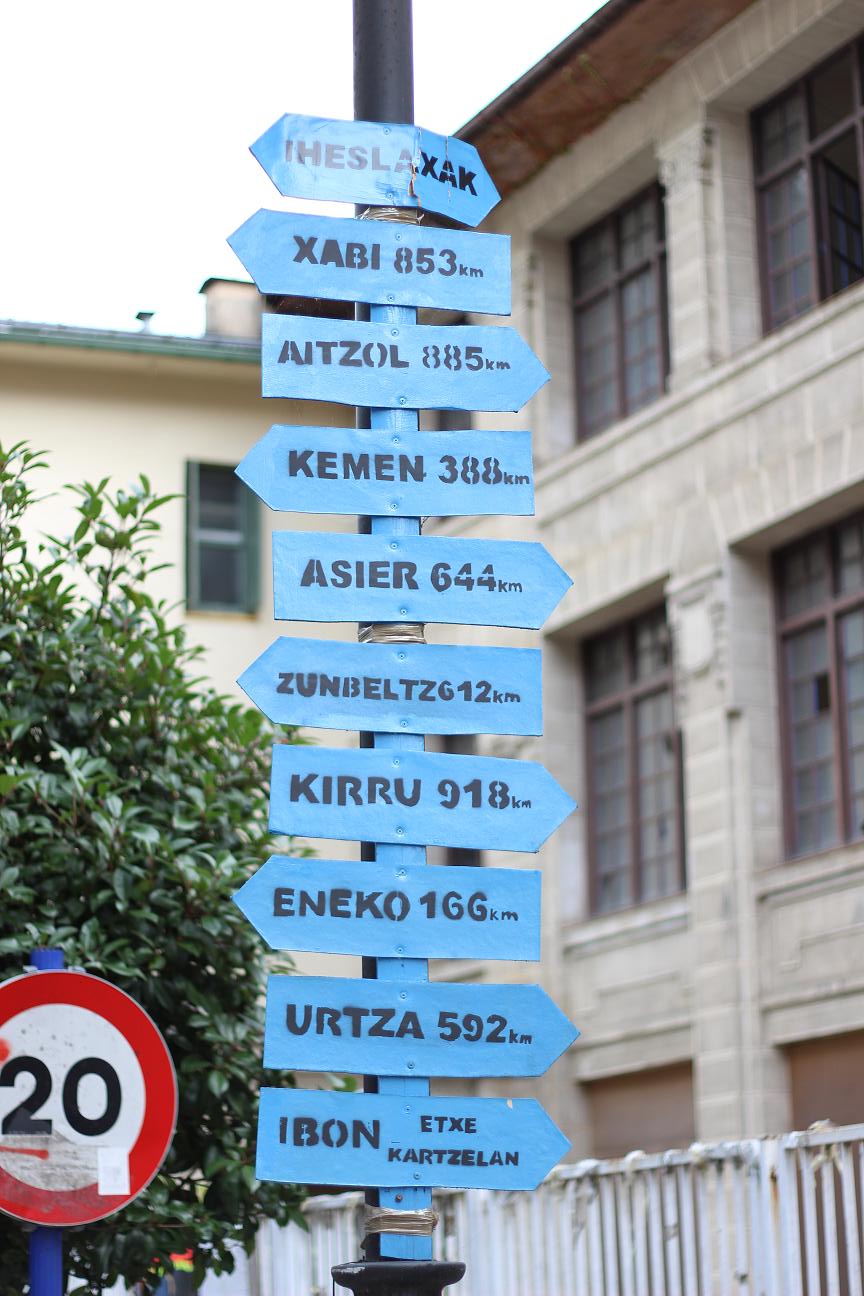 IHESLAXAK
XABI 853km
AITZOL 885km
KEMEN 388km
ASIER 644km
ZUNBELTZ612km
KIRRU 918km
ENEKO 166km
URTZA 592km
IBON ETXE
KARTZELAN
20